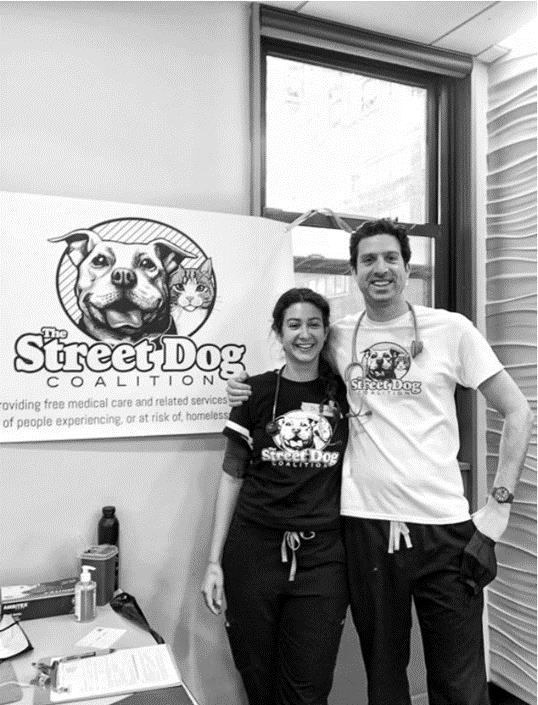 The
Street Dog
COALITION
roviding free medical care and related services
of people experiencing, or at risk of, homeless
Street Dog
COALITION
Street Dog
COALITION
AMBITEX